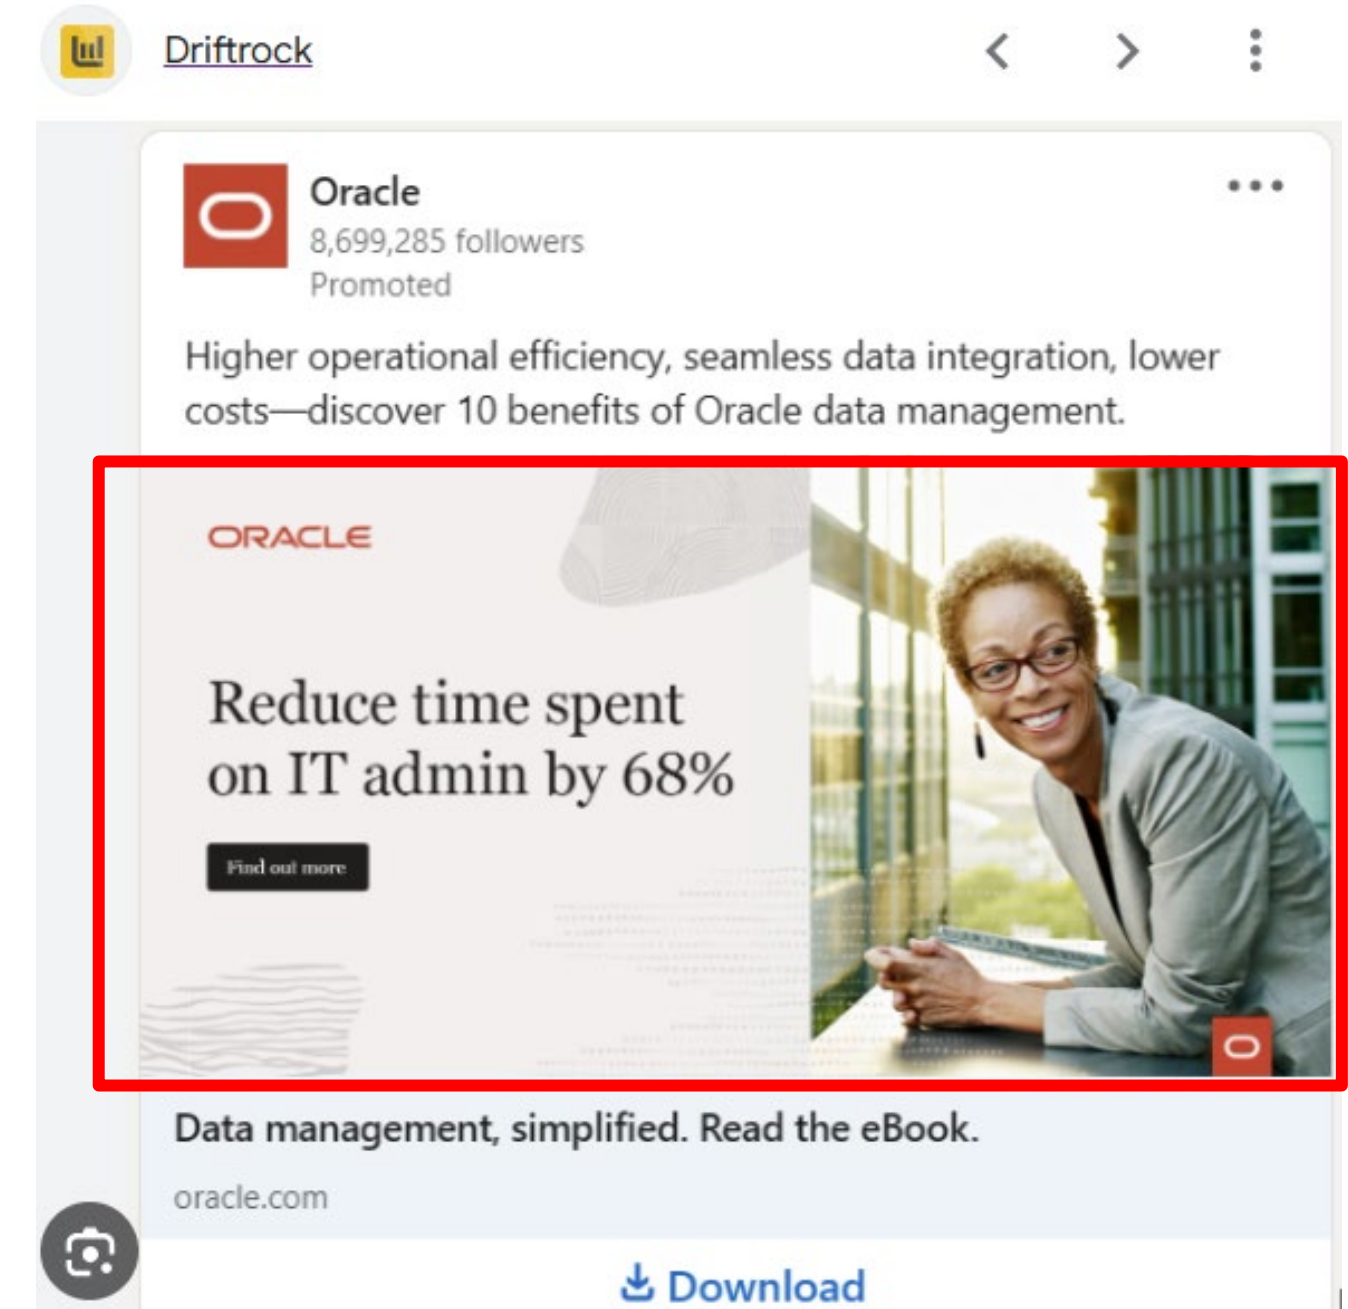 Driftrock
Oracle
8,699,285 followers
Promoted
Higher operational efficiency, seamless data integration, lower
costs—discover 10 benefits of Oracle data management.
ORACLE
Reduce time spent
on IT admin by 68%
Find out more
Data management, simplified. Read the eBook.
oracle.com
Download